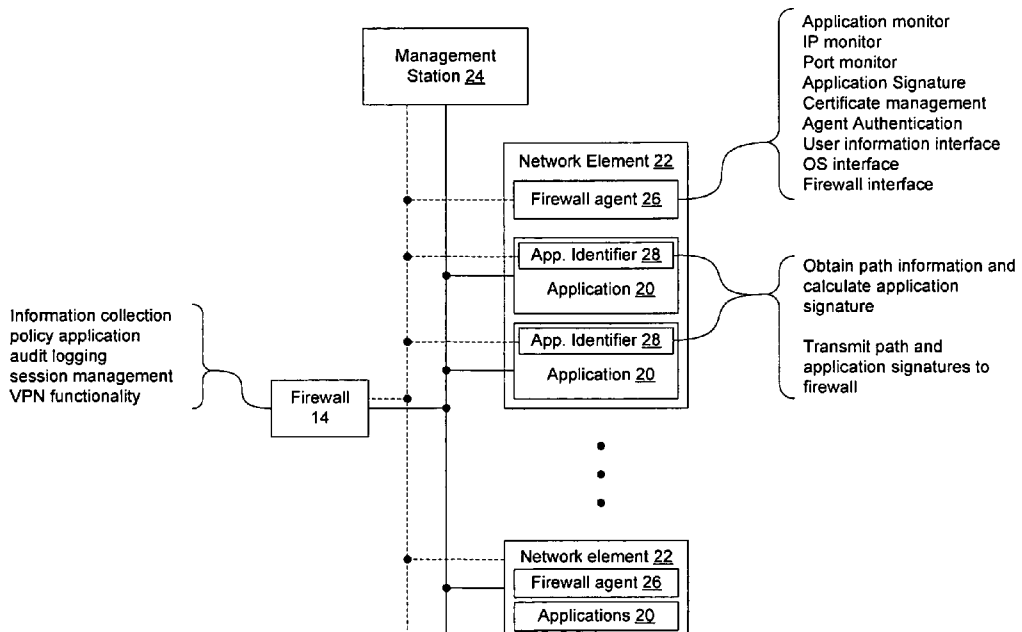 Management
Station 24
Application monitor
IP monitor
Port monitor
Application Signature
Certificate management
Agent Authentication
User information interface
OS interface
Firewall interface
Network Element 22
Firewall agent 26
App. Identifier 28
Application 20
App. Identifier 28
Application 20
Obtain path information and
calculate application
signature
Transmit path and
application signatures to
firewall
Information collection
policy application
audit logging
session management
VPN functionality
Firewall
14
Network element 22
Firewall agent 26
Applications 20